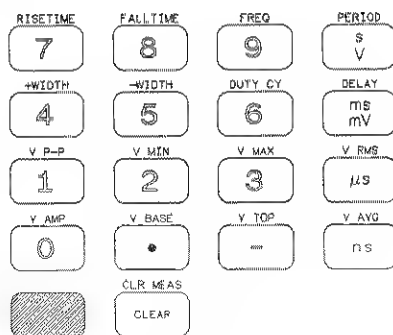 RISETIME FALLTIME FREQ PERIOD
7 8 9 s
V
+WIDTH -WIDTH DUTY CY DELAY
4 5 6 ms
mV
V P-P V MIN V MAX V RMS
1 2 3 µs
V AMP V BASE V TOP V AVG
0 • - ns
CLR MEAS
CLEAR